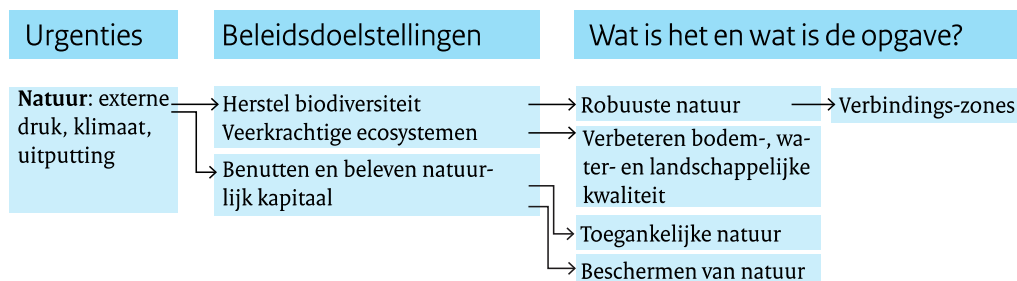 Urgenties
Beleidsdoelstellingen
Wat is het en wat is de opgave?
Natuur: externe
druk, klimaat,
uitputting
Herstel biodiversiteit
Veerkrachtige ecosystemen
Benutten en beleven natuur-
lijk kapitaal
Robuuste natuur
Verbindings-zones
Verbeteren bodem-, wa-
ter- en landschappelijke
kwaliteit
Toegankelijke natuur
Beschermen van natuur